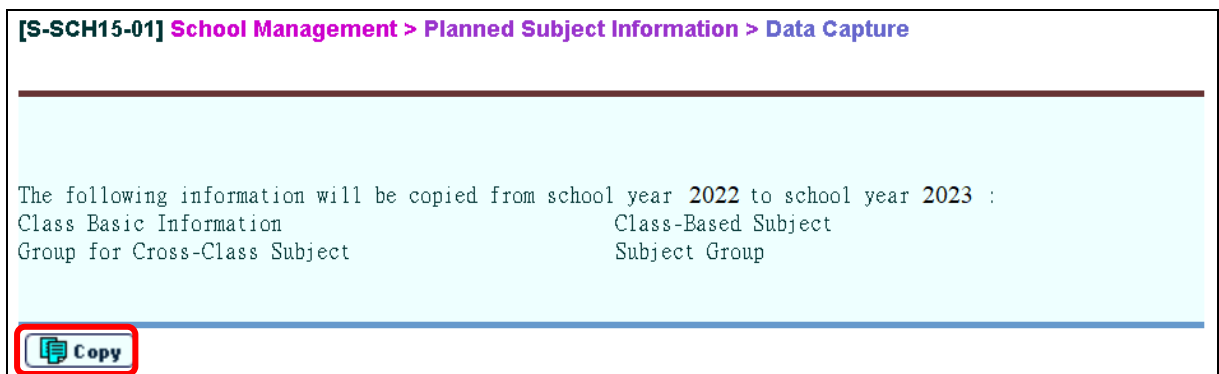 [S-SCH15-01] School Management > Planned Subject Information > Data Capture
The following information will be copied from school year 2022 to school year 2023 :
Class Basic Information Class-Based Subject
Group for Cross-Class Subject Subject Group
Copy